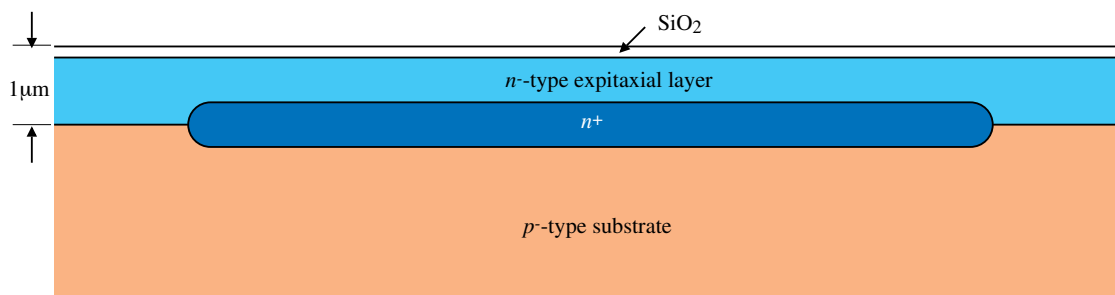 SiO₂
1μm
n⁻-type expitaxial layer
n+
p⁻-type substrate